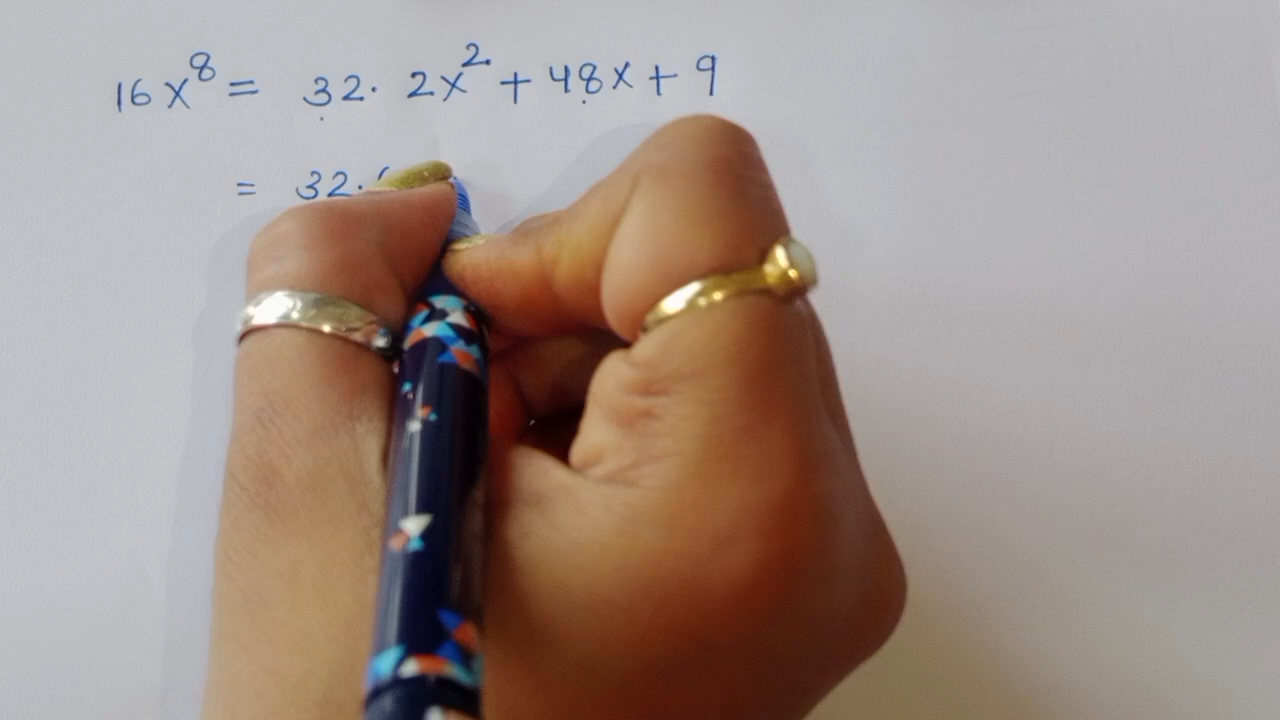 16x⁸ = 32. 2x² + 48x + 9
= 32. (